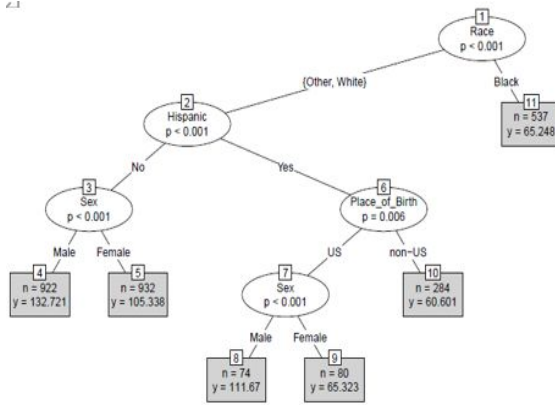 1
Race
p < 0.001
{Other, White}
Black
2
Hispanic
p < 0.001
11
n = 537
y = 65.248
No
Yes
3
Sex
p < 0.001
6
Place_of_Birth
p = 0.006
Male
Female
US
non-US
4
n = 922
y = 132.721
5
n = 932
y = 105.338
7
Sex
p < 0.001
10
n = 284
y = 60.601
Male
Female
8
n = 74
y = 111.67
9
n = 80
y = 65.323